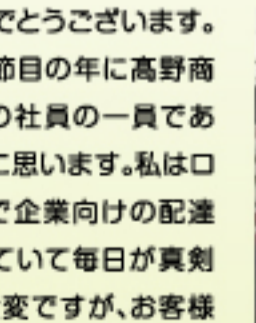 でとうございます。
節目の年に髙野商
の社員の一員であ
に思います。私はロ
で企業向けの配達
ていて毎日が真剣
変ですが、お客様